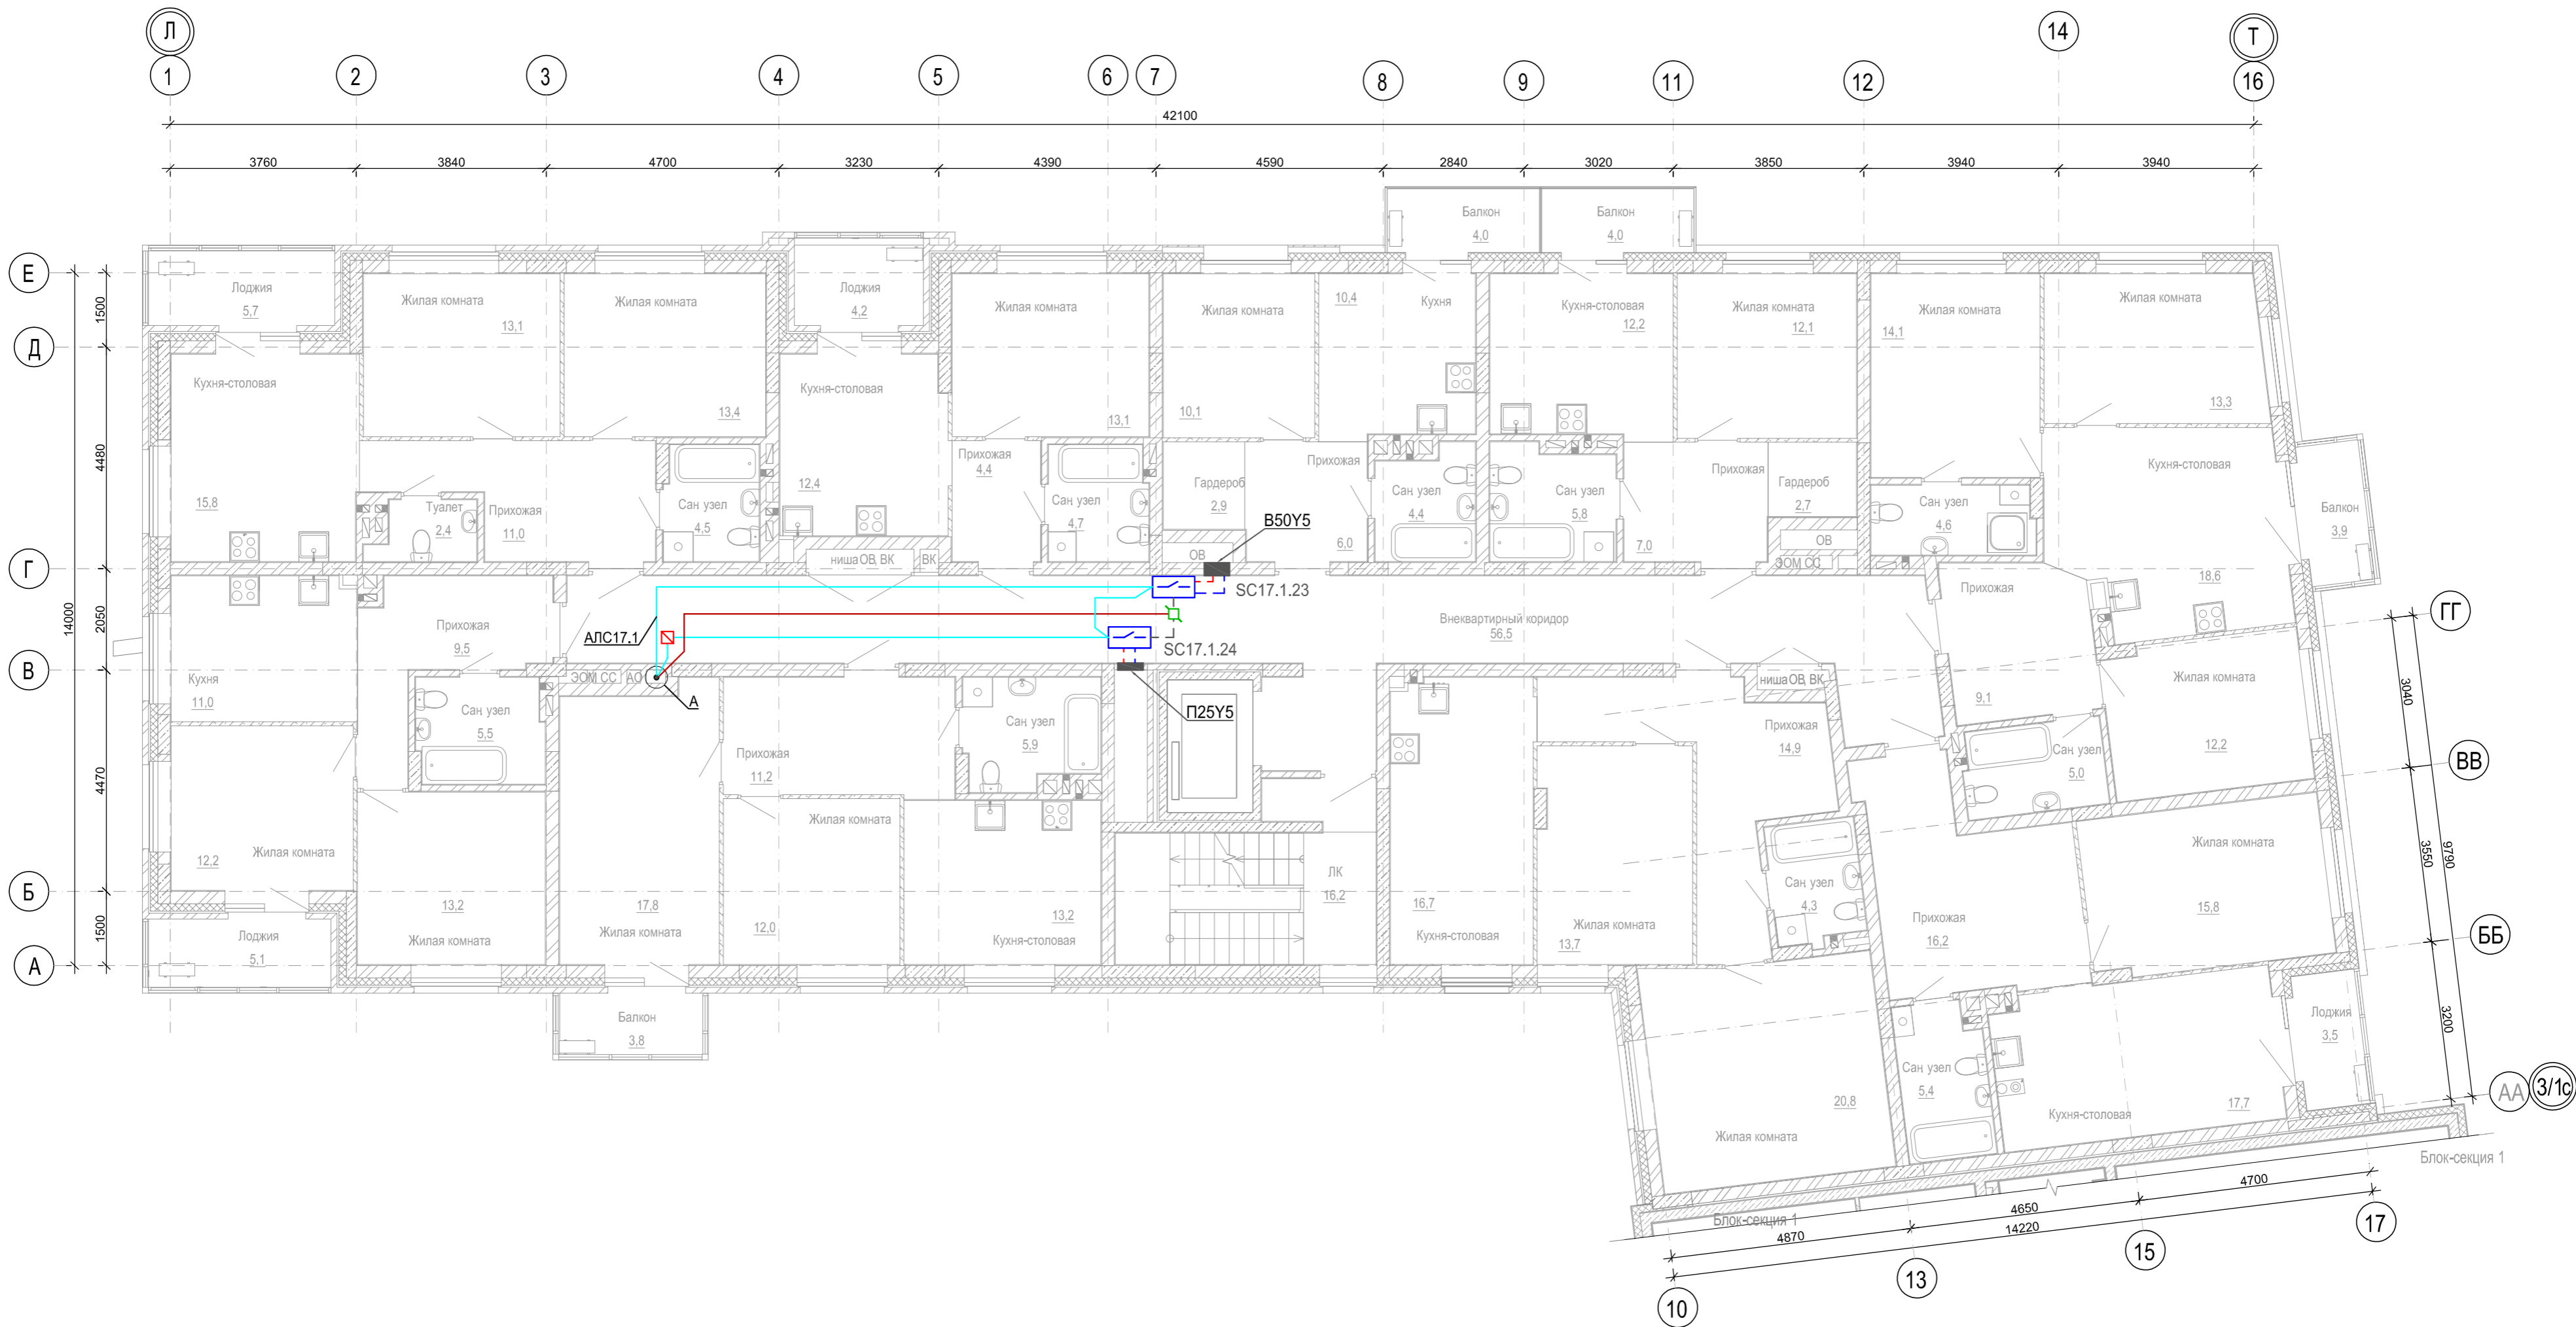 Л
14
Т
1
2
3
4
5
6
7
8
9
11
12
16
42100
3760
3840
4700
3230
4390
4590
2840
3020
3850
3940
3940
Балкон
4,0
Балкон
4,0
Е
Д
Г
В
Б
А
1500
4480
2050
4470
1500
14000
Лоджия
5,7
Жилая комната
13,1
Жилая комната
13,4
Лоджия
4,2
Жилая комната
13,1
Жилая комната
10,1
10,4
Кухня
Кухня-столовая
12,2
Жилая комната
12,1
Жилая комната
14,1
Жилая комната
13,3
Кухня-столовая
15,8
Кухня-столовая
12,4
Прихожая
4,4
Гардероб
2,9
Прихожая
6,0
Сан, узел
4,4
Сан, узел
5,8
Прихожая
7,0
Гардероб
2,7
Сан, узел
4,6
Кухня-столовая
18,6
Балкон
3,9
Туалет
2,4
Прихожая
11,0
Сан, узел
4,5
Сан, узел
4,7
ниша ОВ, ВК
ВК
ОВ
В50Y5
ОВ
ЭОМ СС
SC17.1.23
Прихожая
9,5
АЛС17.1
Внеквартирный коридор
56,5
SC17.1.24
Прихожая
9,1
ГГ
3040
ВВ
3550
9790
ББ
3200
АА
3/1с
Кухня
11,0
ЭОМ СС
АО
А
П25Y5
ниша ОВ, ВК
Жилая комната
12,2
Сан, узел
5,5
Прихожая
11,2
Сан, узел
5,9
Прихожая
14,9
Сан, узел
5,0
Жилая комната
12,2
Жилая комната
12,0
Жилая комната
15,8
13,2
Жилая комната
17,8
Жилая комната
13,2
Кухня-столовая
ЛК
16,2
16,7
Кухня-столовая
Жилая комната
13,7
Сан, узел
4,3
Прихожая
16,2
Лоджия
5,1
Балкон
3,8
Лоджия
3,5
Сан, узел
5,4
20,8
Жилая комната
Кухня-столовая
17,7
Блок-секция 1
Блок-секция 1
4870
4650
4700
14220
10
13
15
17